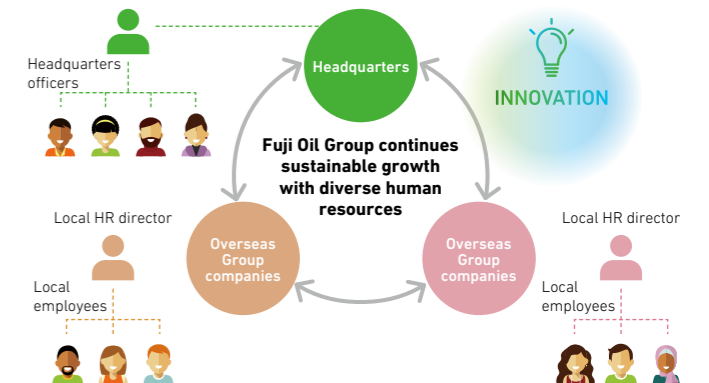 Headquarters
officers
Headquarters
INNOVATION
Fuji Oil Group continues
sustainable growth
with diverse human
resources
Local HR director
Overseas
Group
companies
Overseas
Group
companies
Local HR director
Local
employees
Local
employees